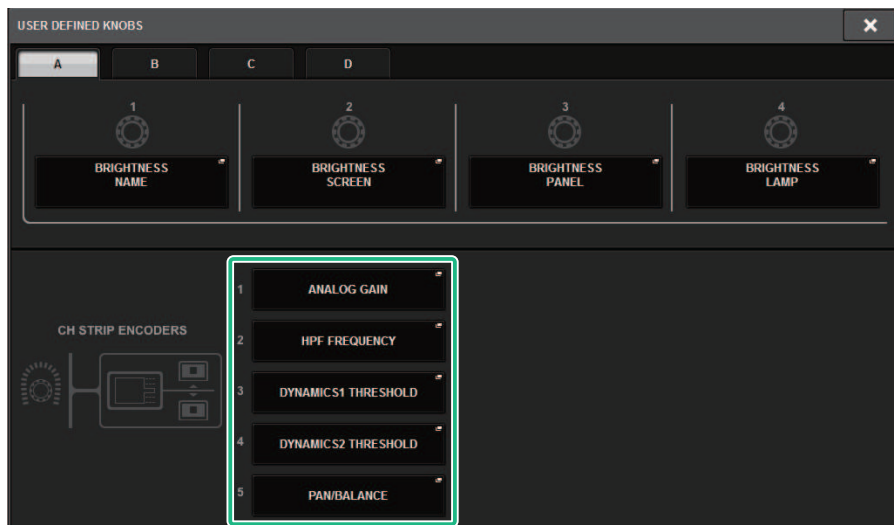 USER DEFINED KNOBS
A B C D
1 2 3 4
BRIGHTNESS NAME
BRIGHTNESS SCREEN
BRIGHTNESS PANEL
BRIGHTNESS LAMP
CH STRIP ENCODERS
1 ANALOG GAIN
2 HPF FREQUENCY
3 DYNAMICS1 THRESHOLD
4 DYNAMICS2 THRESHOLD
5 PAN/BALANCE